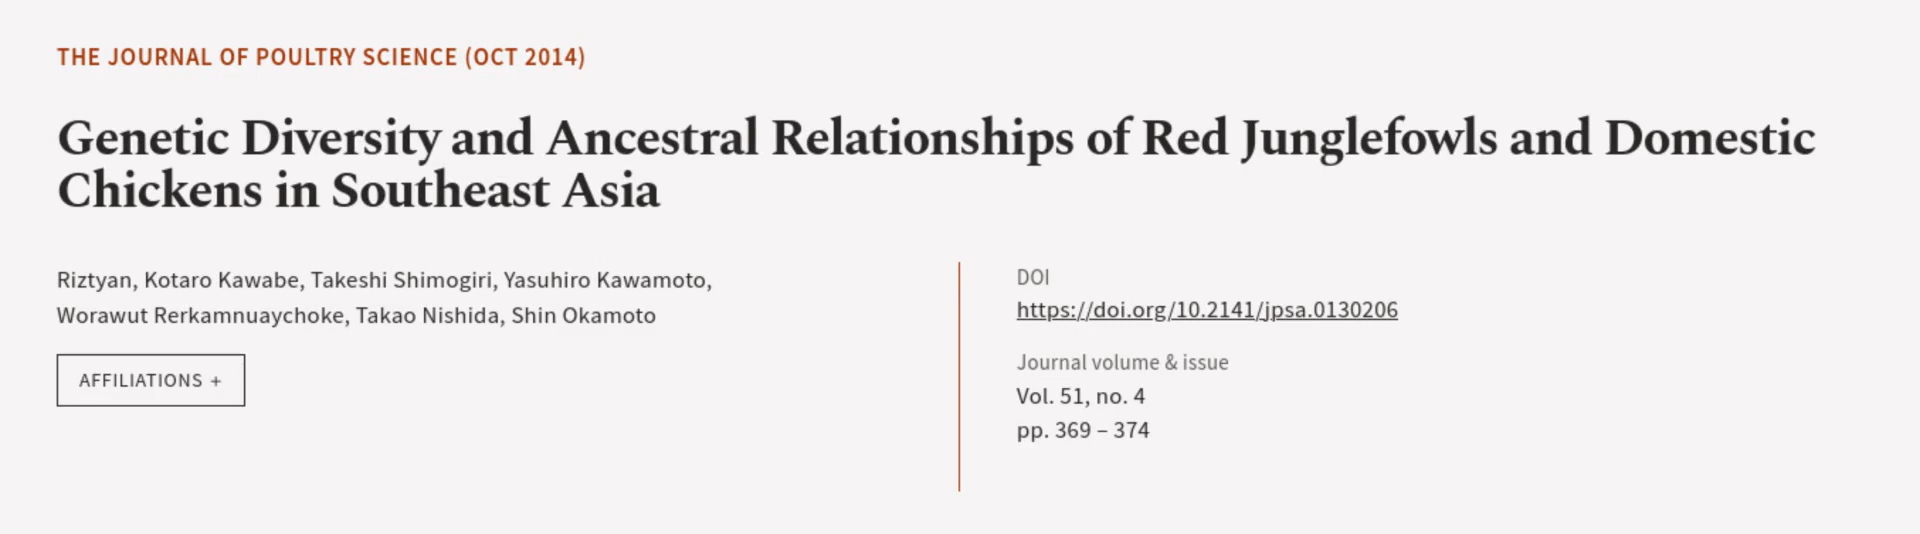 THE JOURNAL OF POULTRY SCIENCE (OCT 2014)
Genetic Diversity and Ancestral Relationships of Red Junglefowls and Domestic
Chickens in Southeast Asia
Riztyan, Kotaro Kawabe, Takeshi Shimogiri, Yasuhiro Kawamoto,
Worawut Rerkamnuaychoke, Takao Nishida, Shin Okamoto
AFFILIATIONS +
DOI
https://doi.org/10.2141/jpsa.0130206
Journal volume & issue
Vol. 51, no. 4
pp. 369 – 374